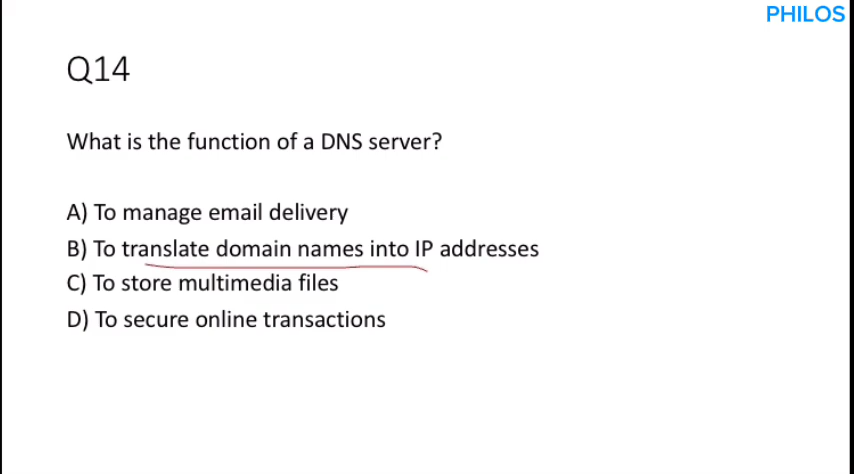 PHILOS
Q14
What is the function of a DNS server?
A) To manage email delivery
B) To translate domain names into IP addresses
C) To store multimedia files
D) To secure online transactions